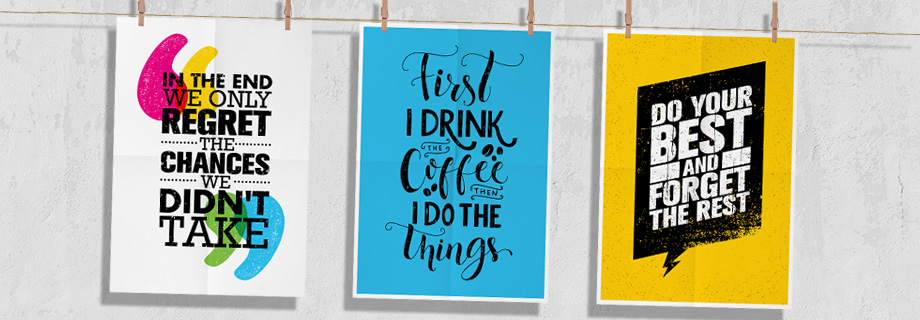 IN THE END
WE ONLY
REGRET
THE
CHANCES
WE
DIDN'T
TAKE
First
I DRINK
THE
Coffee
THEN
I DO THE
things
DO YOUR
BEST
AND
FORGET
THE REST